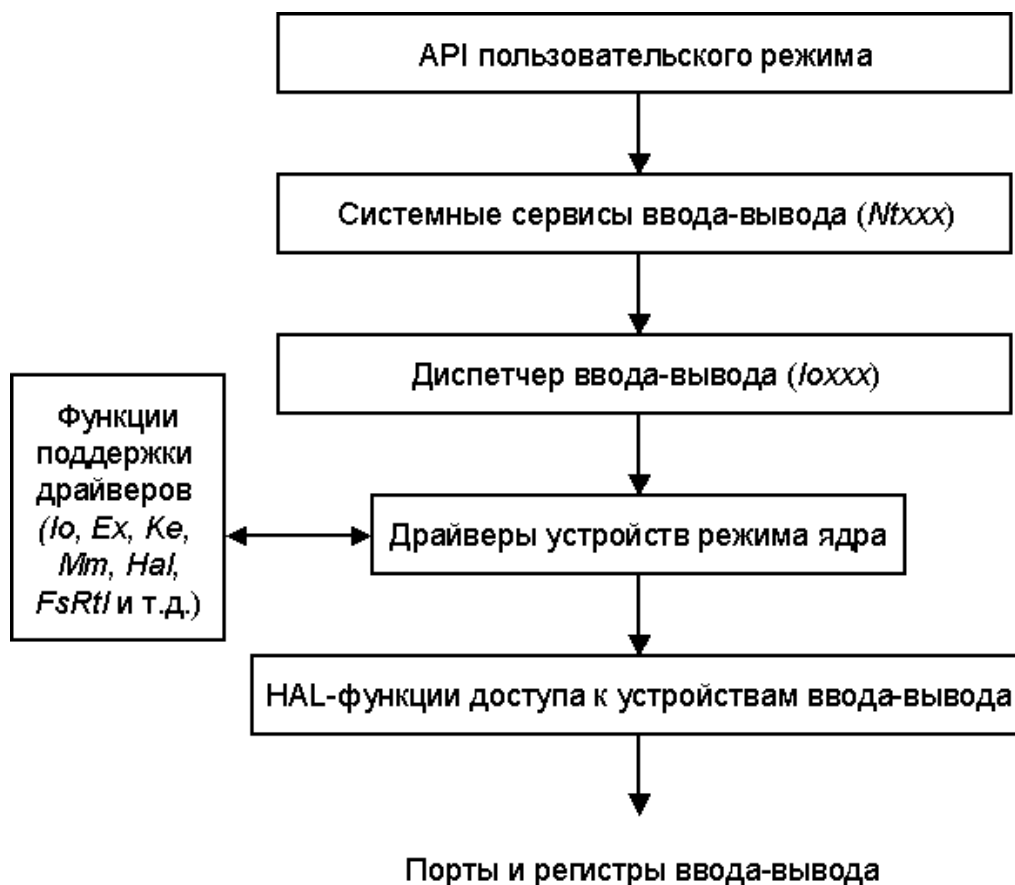 API пользовательского режима
Системные сервисы ввода-вывода (Ntxxx)
Диспетчер ввода-вывода (Ioxxx)
Функции
поддержки
драйверов
(Io, Ex, Ke,
Mm, Hal,
FsRtl и т.д.)
Драйверы устройств режима ядра
HAL-функции доступа к устройствам ввода-вывода
Порты и регистры ввода-вывода